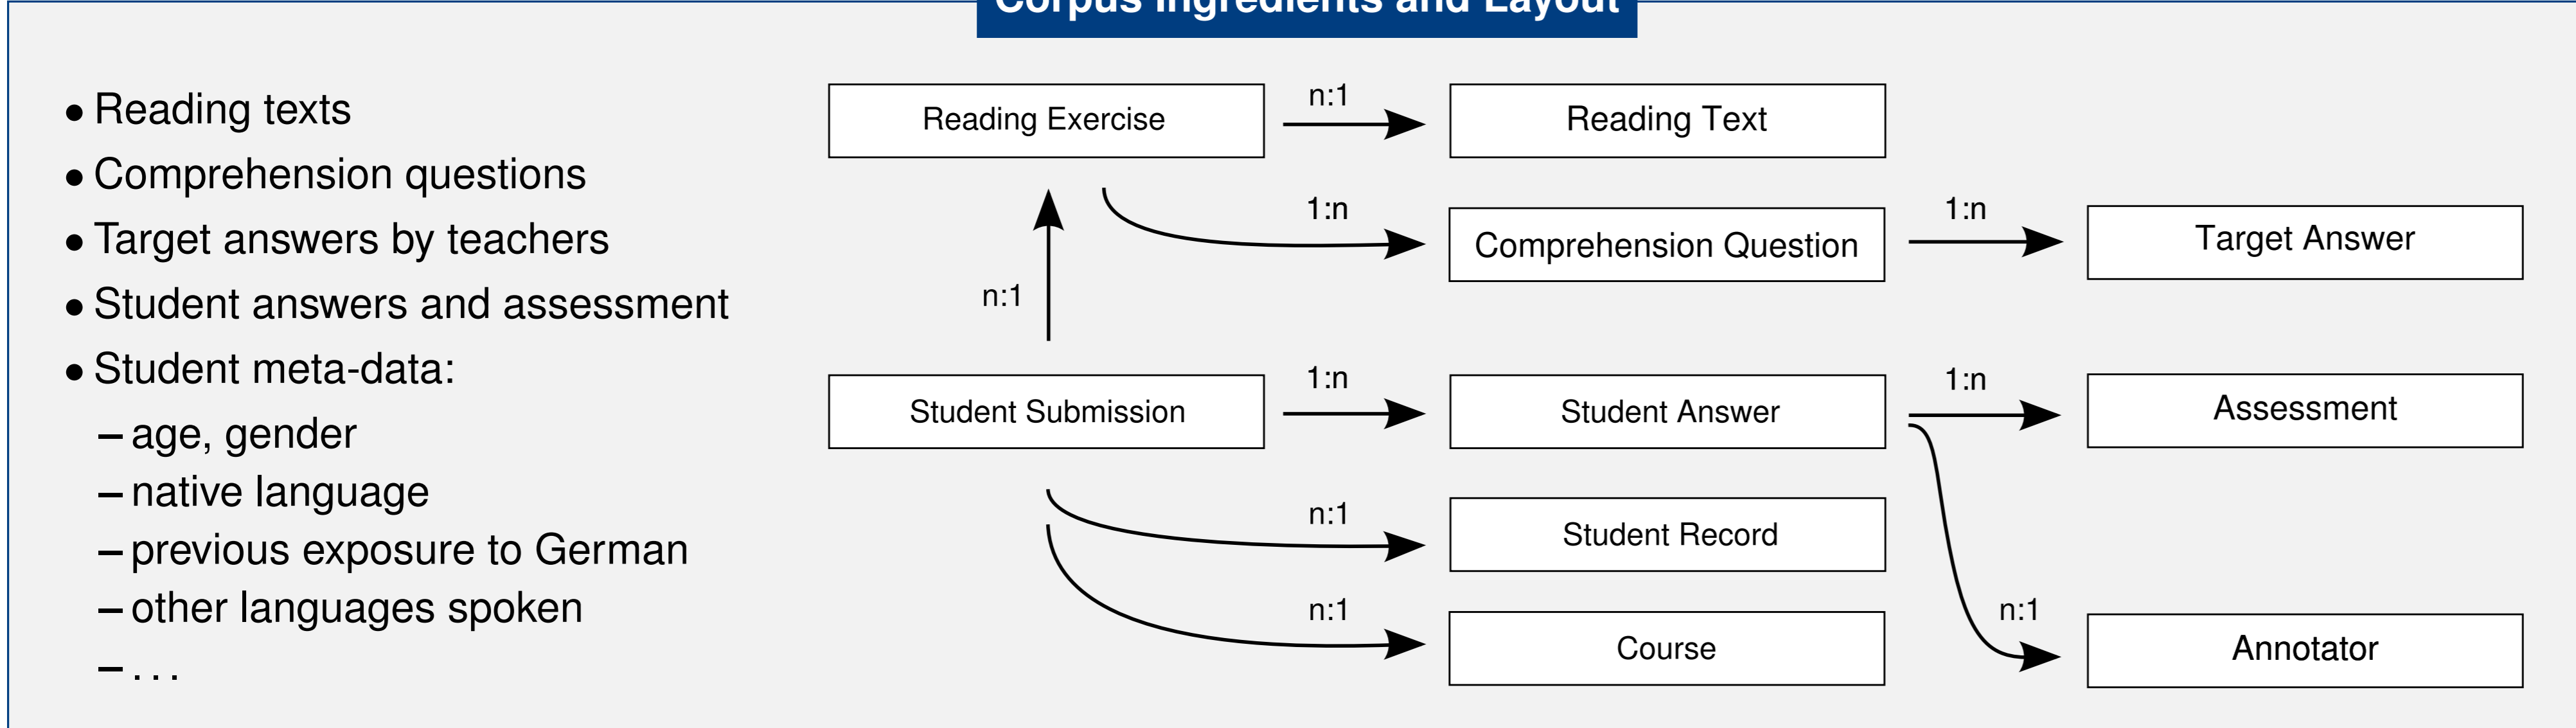 Corpus Ingredients and Layout
• Reading texts
• Comprehension questions
• Target answers by teachers
• Student answers and assessment
• Student meta-data:
– age, gender
– native language
– previous exposure to German
– other languages spoken
– . . .
Reading Exercise
n:1
Reading Text
1:n
Comprehension Question
1:n
Target Answer
n:1
Student Submission
1:n
Student Answer
1:n
Assessment
n:1
Student Record
n:1
Course
n:1
Annotator